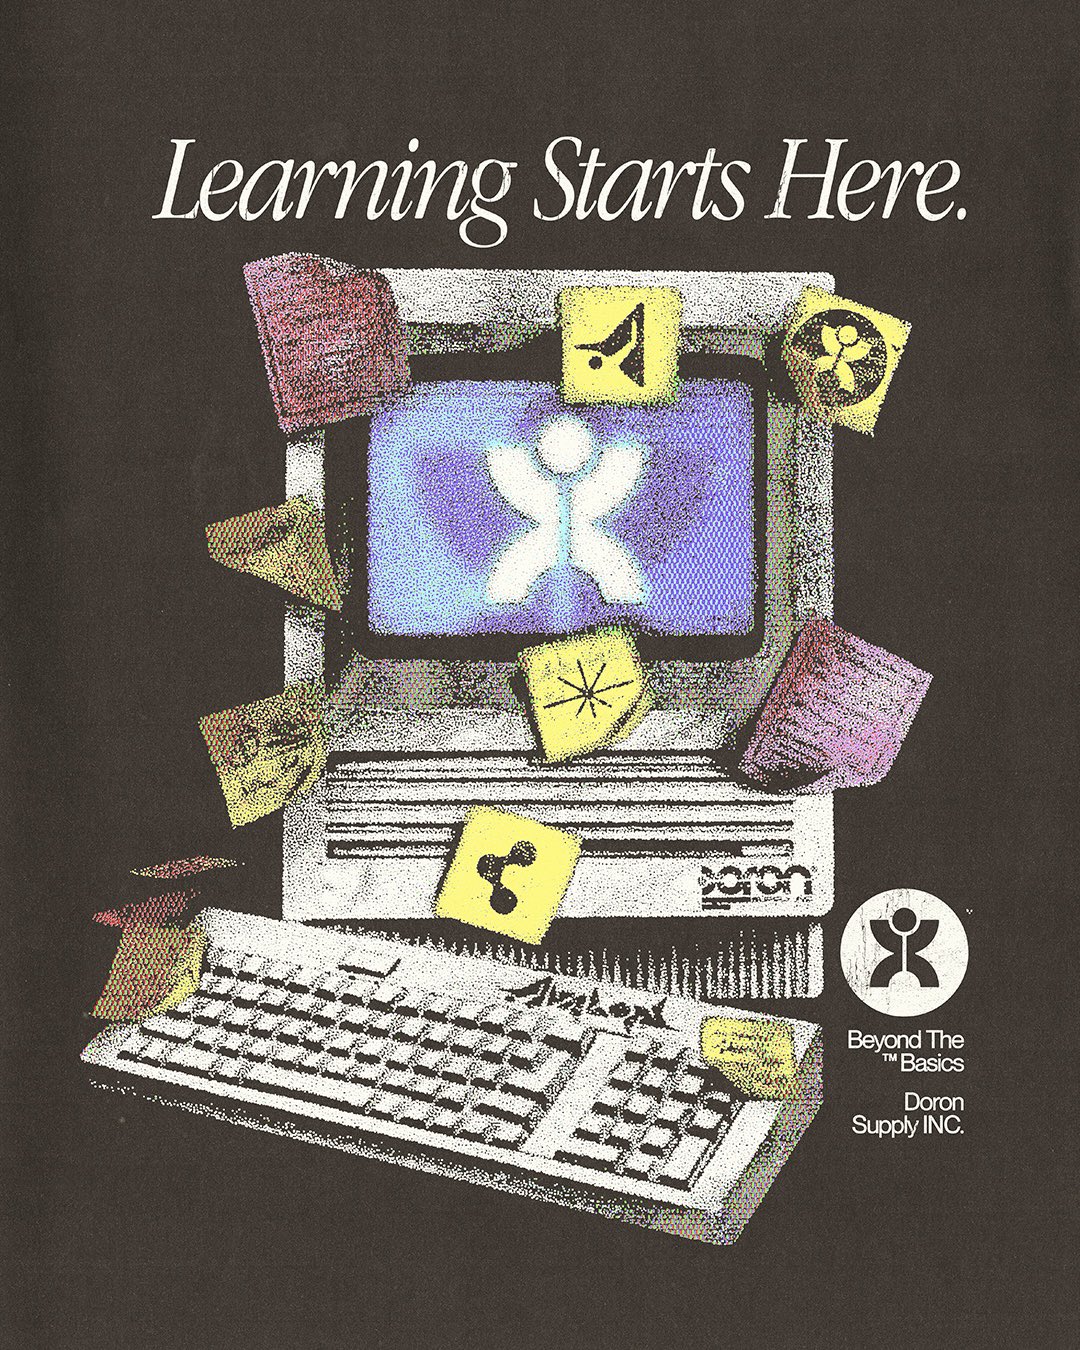 Learning Starts Here.
doron
Beyond The
™ Basics
Doron
Supply INC.